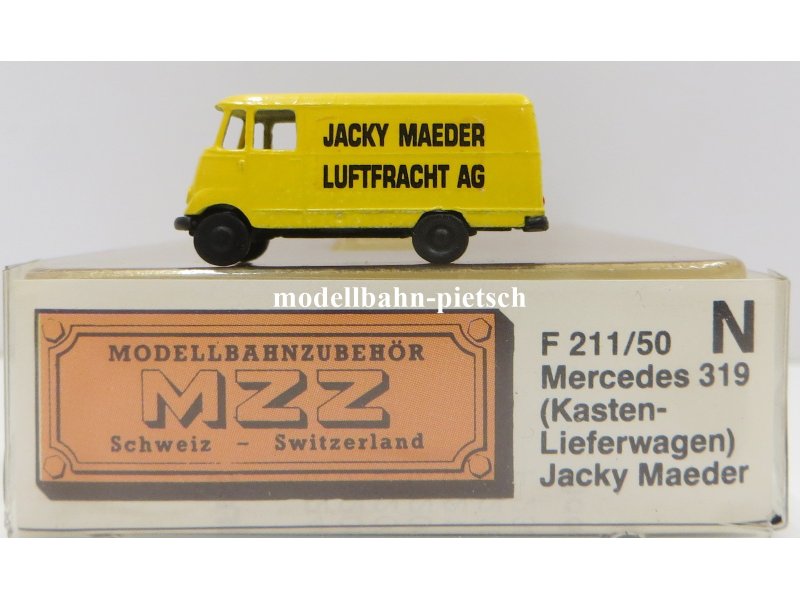 JACKY MAEDER
LUFTFRACHT AG
modellbahn-pietsch
MODELLBAHNZUBEHÖR
MZZ
Schweiz - Switzerland
F 211/50 N
Mercedes 319
(Kasten-
Lieferwagen)
Jacky Maeder